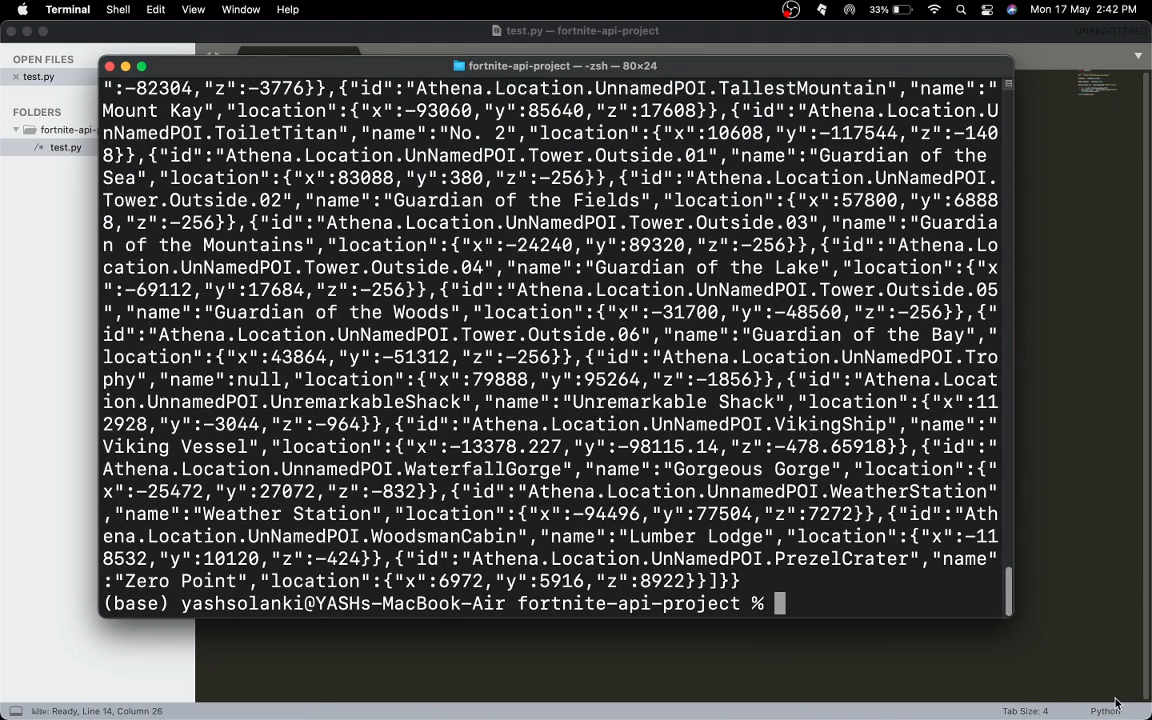 Terminal Shell Edit View Window Help 33% Mon 17 May 2:42 PM
test.py — fortnite-api-project UNREGISTERED
OPEN FILES
× test.py
FOLDERS
fortnite-api-
/* test.py
fortnite-api-project — -zsh — 80×24
":-82304,"z":-3776}},{"id":"Athena.Location.UnnamedPOI.TallestMountain","name":"
Mount Kay","location":{"x":-93060,"y":85640,"z":17608}},{"id":"Athena.Location.U
nNamedPOI.ToiletTitan","name":"No. 2","location":{"x":10608,"y":-117544,"z":-140
8}},{"id":"Athena.Location.UnNamedPOI.Tower.Outside.01","name":"Guardian of the
Sea","location":{"x":83088,"y":380,"z":-256}},{"id":"Athena.Location.UnNamedPOI.
Tower.Outside.02","name":"Guardian of the Fields","location":{"x":57800,"y":6888
8,"z":-256}},{"id":"Athena.Location.UnNamedPOI.Tower.Outside.03","name":"Guardia
n of the Mountains","location":{"x":-24240,"y":89320,"z":-256}},{"id":"Athena.Lo
cation.UnNamedPOI.Tower.Outside.04","name":"Guardian of the Lake","location":{"x
":-69112,"y":17684,"z":-256}},{"id":"Athena.Location.UnNamedPOI.Tower.Outside.05
","name":"Guardian of the Woods","location":{"x":-31700,"y":-48560,"z":-256}},{"
id":"Athena.Location.UnNamedPOI.Tower.Outside.06","name":"Guardian of the Bay","
location":{"x":43864,"y":-51312,"z":-256}},{"id":"Athena.Location.UnNamedPOI.Tro
phy","name":null,"location":{"x":79888,"y":95264,"z":-1856}},{"id":"Athena.Locat
ion.UnnamedPOI.UnremarkableShack","name":"Unremarkable Shack","location":{"x":11
2928,"y":-3044,"z":-964}},{"id":"Athena.Location.UnNamedPOI.VikingShip","name":"
Viking Vessel","location":{"x":-13378.227,"y":-98115.14,"z":-478.65918}},{"id":"
Athena.Location.UnnamedPOI.WaterfallGorge","name":"Gorgeous Gorge","location":{"
x":-25472,"y":27072,"z":-832}},{"id":"Athena.Location.UnnamedPOI.WeatherStation"
,"name":"Weather Station","location":{"x":-94496,"y":77504,"z":7272}},{"id":"Ath
ena.Location.UnNamedPOI.WoodsmanCabin","name":"Lumber Lodge","location":{"x":-11
8532,"y":10120,"z":-424}},{"id":"Athena.Location.UnNamedPOI.PrezelCrater","name"
:"Zero Point","location":{"x":6972,"y":5916,"z":8922}}]}}
(base) yashsolanki@YASHs-MacBook-Air fortnite-api-project %
kite: Ready, Line 14, Column 26 Tab Size: 4 Python